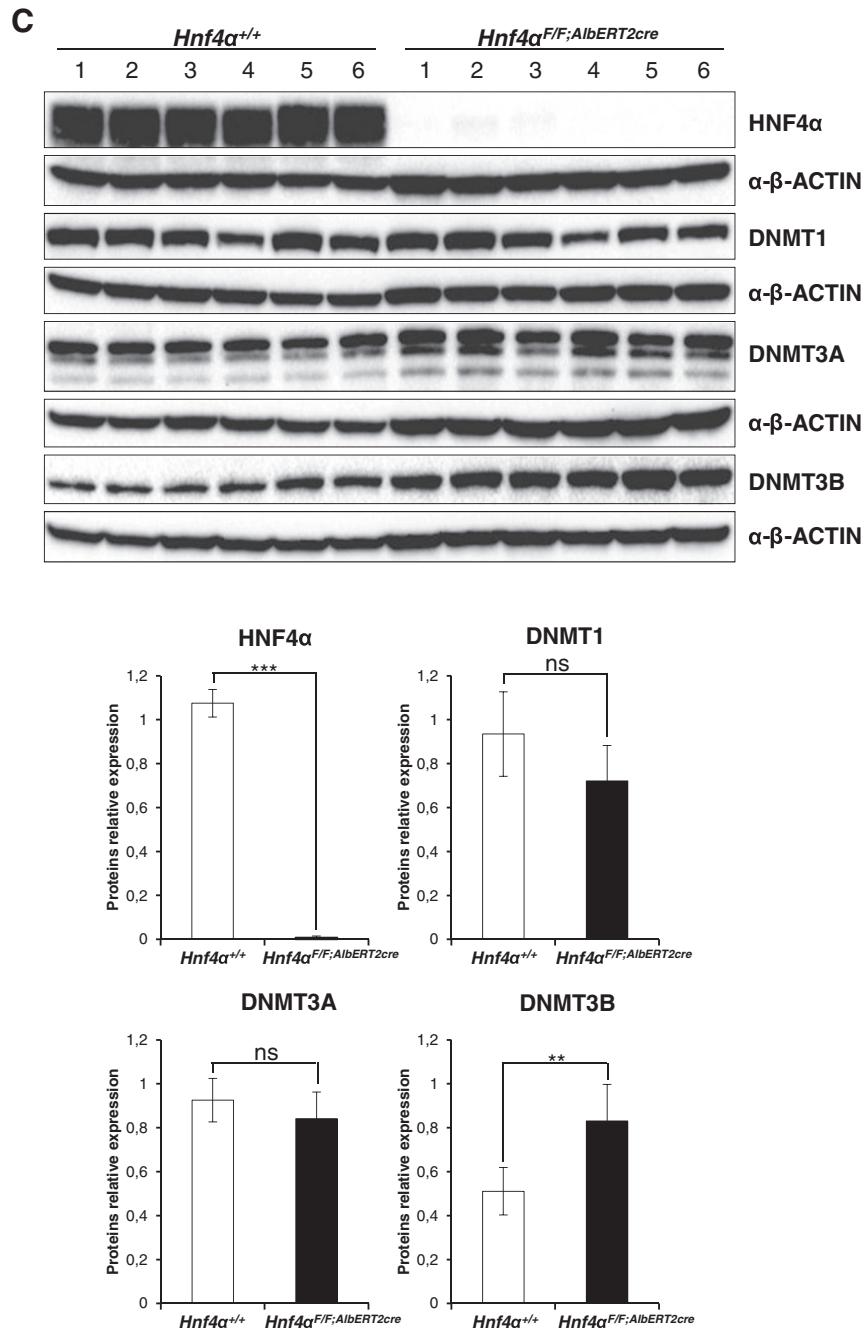 C
Hnf4α+/+ Hnf4αF/F;AlbERT2cre
1 2 3 4 5 6 1 2 3 4 5 6
HNF4α
α-β-ACTIN
DNMT1
α-β-ACTIN
DNMT3A
α-β-ACTIN
DNMT3B
α-β-ACTIN
HNF4α
***
Proteins relative expression
1,2
1
0,8
0,6
0,4
0,2
0
Hnf4α+/+ Hnf4αF/F;AlbERT2cre
DNMT1
ns
Proteins relative expression
1,2
1
0,8
0,6
0,4
0,2
0
Hnf4α+/+ Hnf4αF/F;AlbERT2cre
DNMT3A
ns
Proteins relative expression
1,2
1
0,8
0,6
0,4
0,2
0
Hnf4α+/+ Hnf4αF/F;AlbERT2cre
DNMT3B
**
Proteins relative expression
1,2
1
0,8
0,6
0,4
0,2
0
Hnf4α+/+ Hnf4αF/F;AlbERT2cre